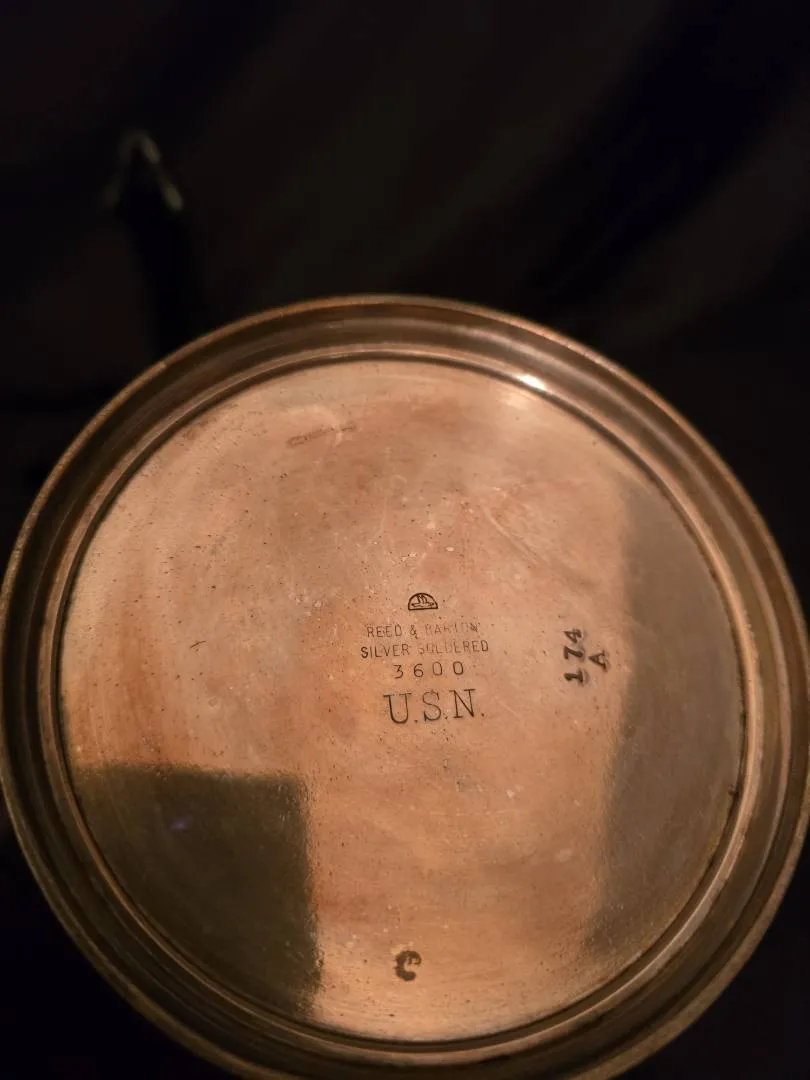 REED & BARTON
SILVER SOLDERED
3600
U.S.N.
174
A
C